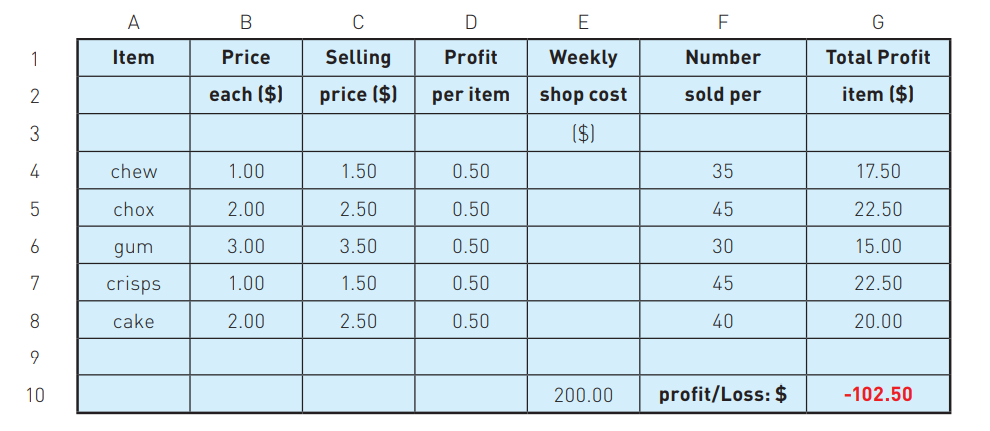 A B C D E F G
1 Item Price Selling Profit Weekly Number Total Profit
2 each ($) price ($) per item shop cost sold per item ($)
3 ($)
4 chew 1.00 1.50 0.50 35 17.50
5 chox 2.00 2.50 0.50 45 22.50
6 gum 3.00 3.50 0.50 30 15.00
7 crisps 1.00 1.50 0.50 45 22.50
8 cake 2.00 2.50 0.50 40 20.00
9
10 200.00 profit/Loss: $ -102.50